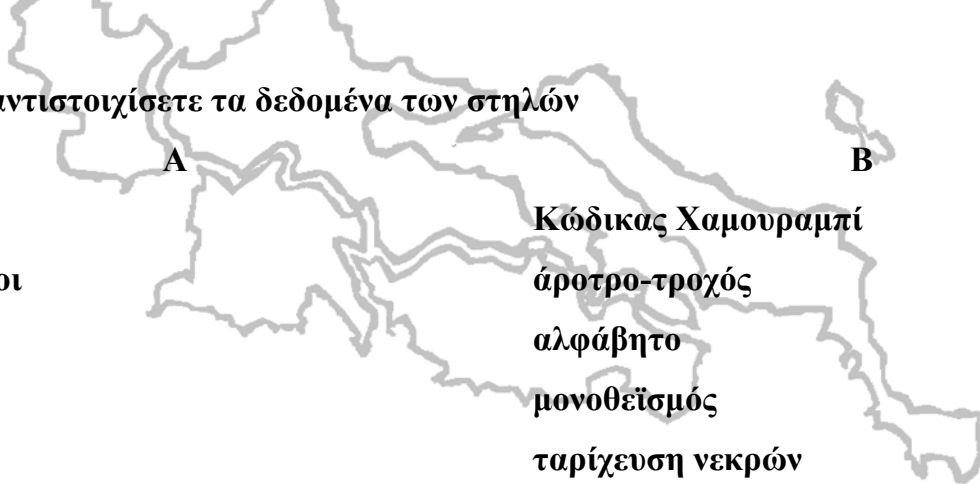 αντιστοιχίσετε τα δεδομένα των στηλών
Α Β
Κώδικας Χαμουραμπί
οι άροτρο-τροχός
αλφάβητο
μονοθεϊσμός
ταρίχευση νεκρών